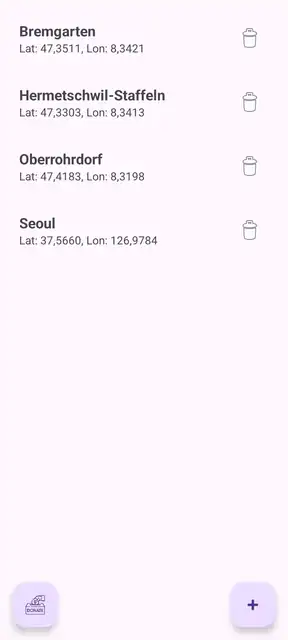 Bremgarten
Lat: 47,3511, Lon: 8,3421
Hermetschwil-Staffeln
Lat: 47,3303, Lon: 8,3413
Oberrohrdorf
Lat: 47,4183, Lon: 8,3198
Seoul
Lat: 37,5660, Lon: 126,9784
DONATE
+